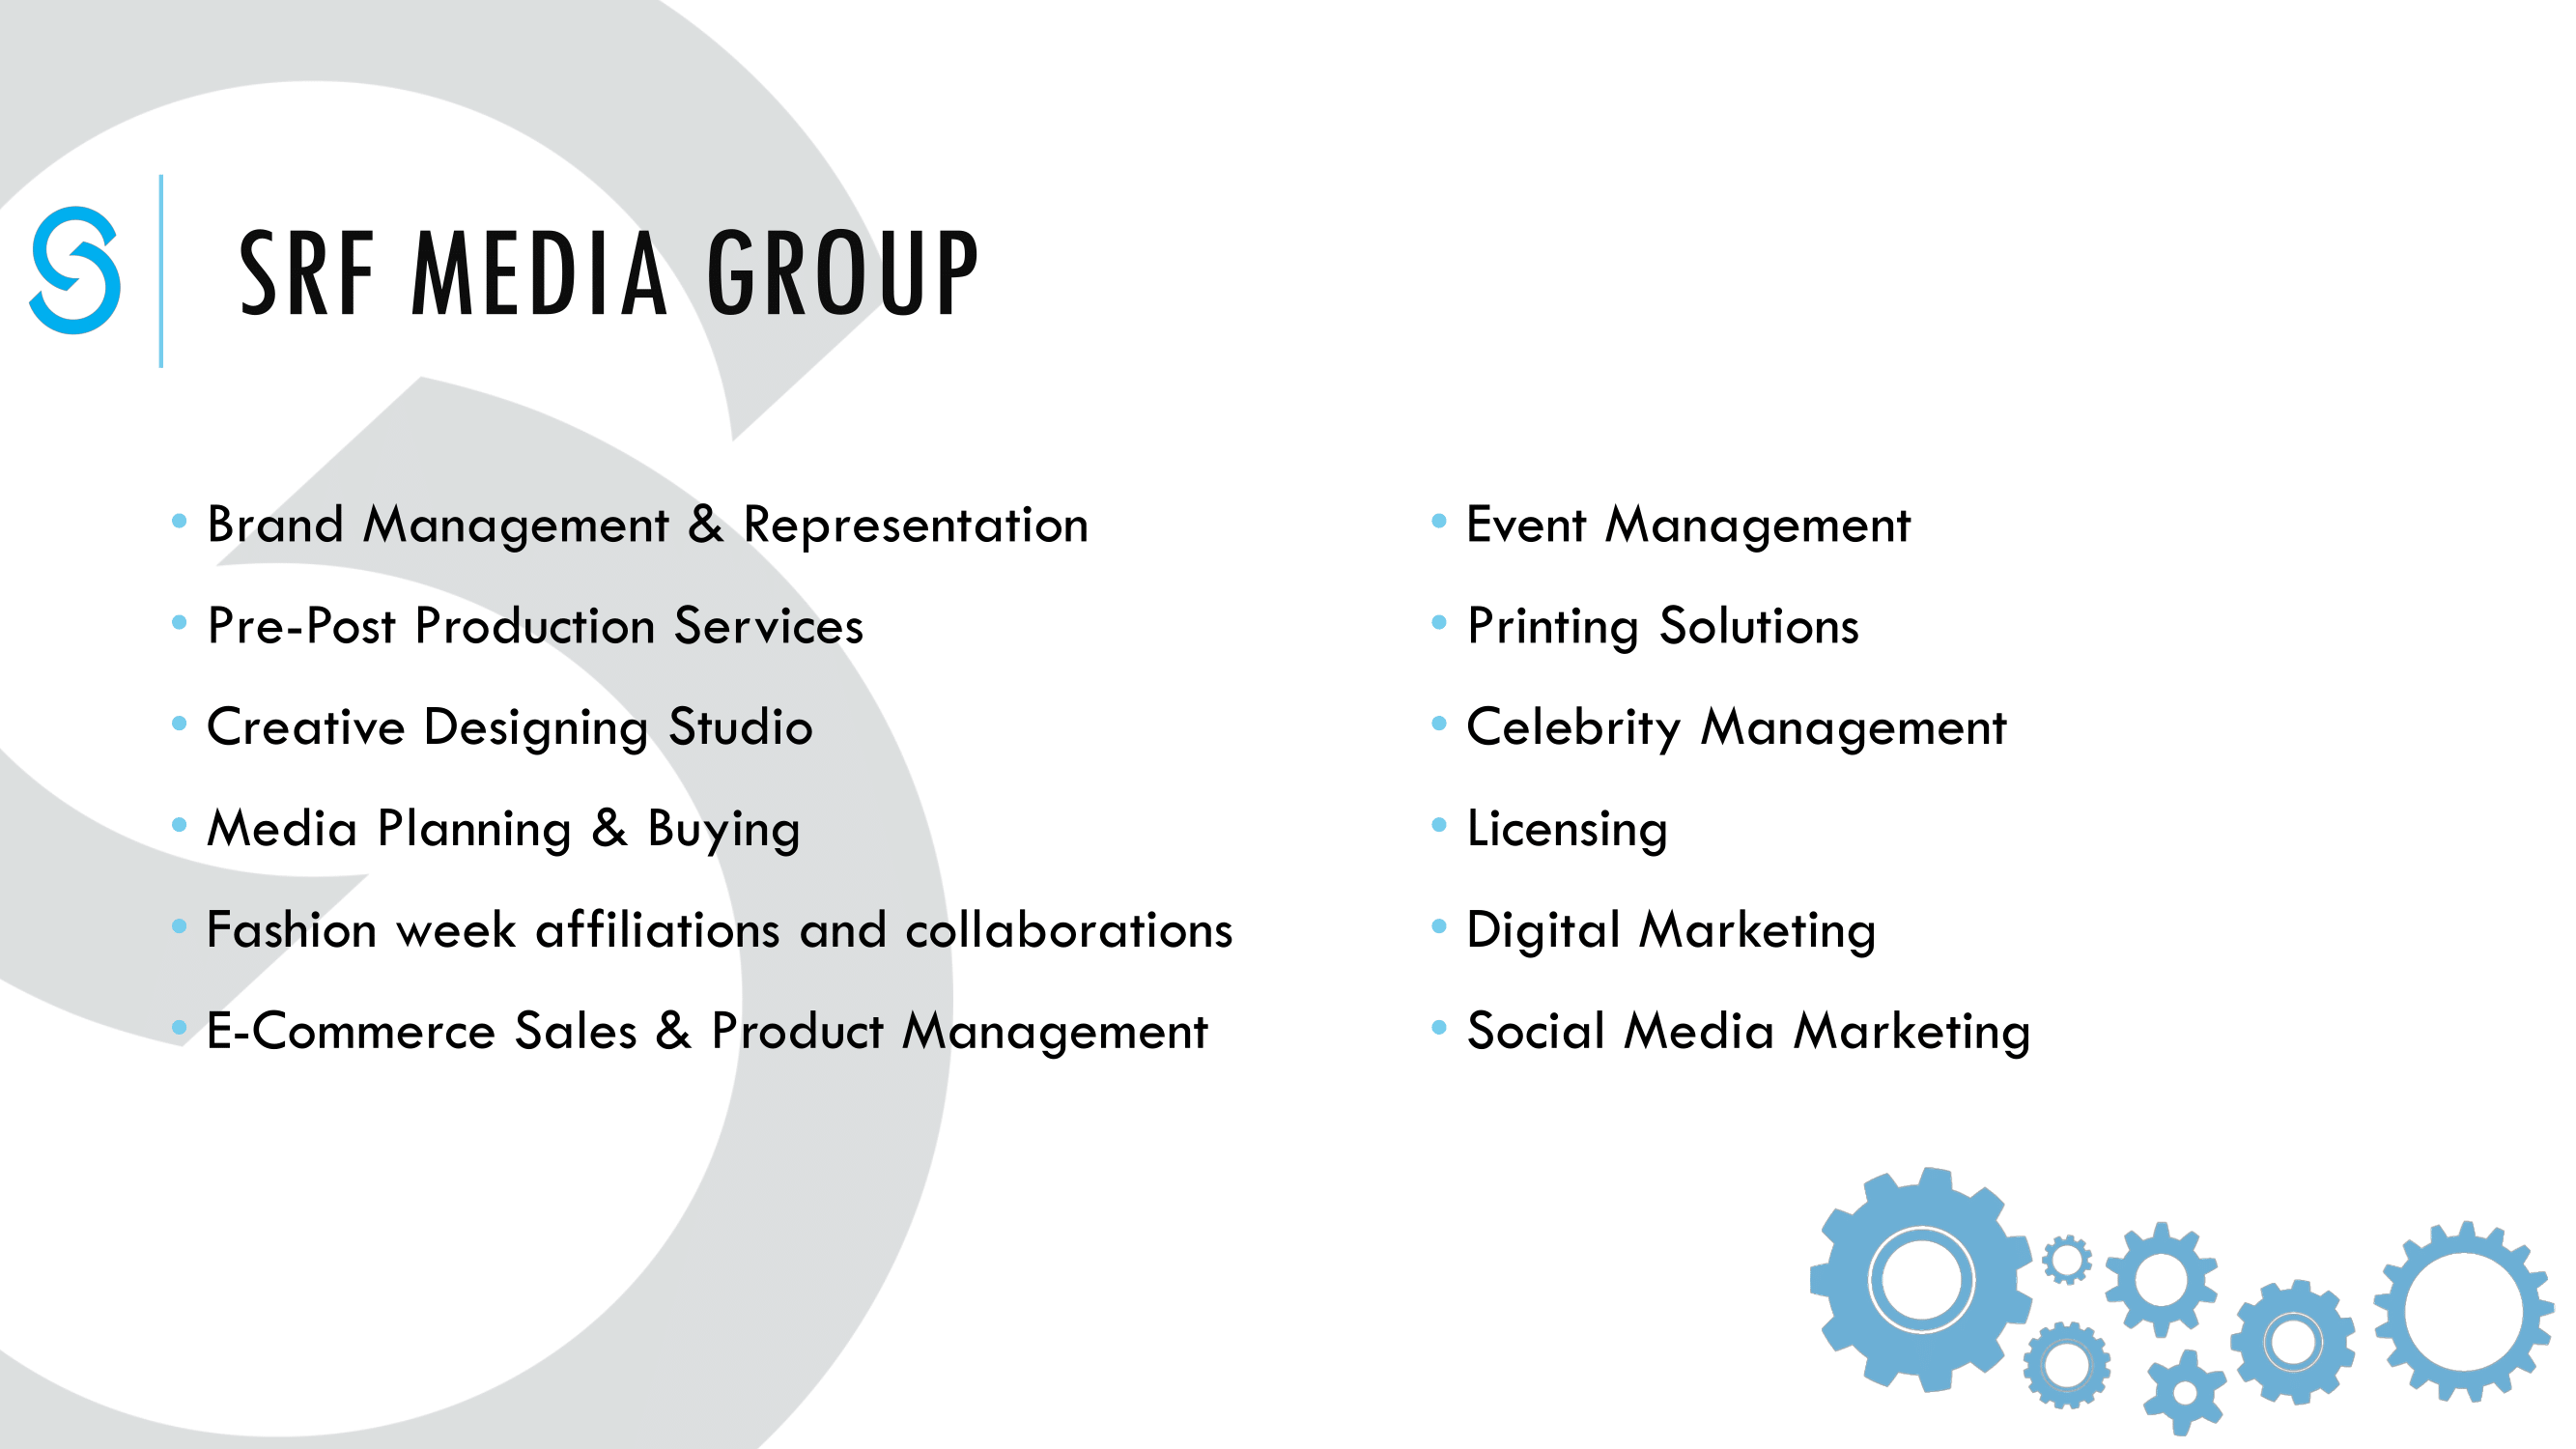 SRF MEDIA GROUP
• Brand Management & Representation
• Pre-Post Production Services
• Creative Designing Studio
• Media Planning & Buying
• Fashion week affiliations and collaborations
• E-Commerce Sales & Product Management
• Event Management
• Printing Solutions
• Celebrity Management
• Licensing
• Digital Marketing
• Social Media Marketing